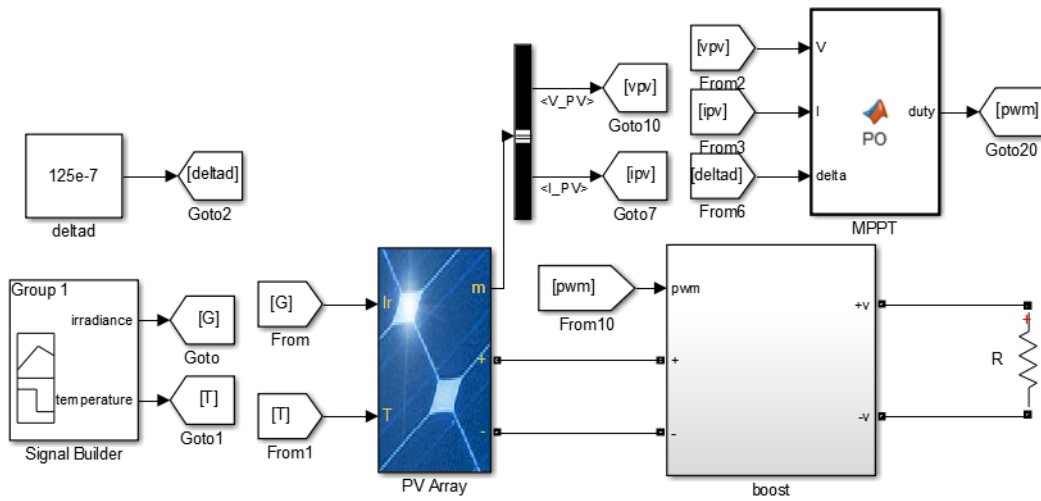 125e-7
deltad
[deltad]
Goto2
Group 1
irradiance
temperature
Signal Builder
[G]
Goto
[T]
Goto1
[G]
From
[T]
From1
Ir
T
m
+
-
PV Array
<V_PV>
<I_PV>
[vpv]
Goto10
[ipv]
Goto7
[vpv]
From2
[ipv]
From3
[deltad]
From6
V
I
delta
PO
duty
MPPT
[pwm]
Goto20
[pwm]
From10
pwm
+
-
+v
-v
boost
+
R